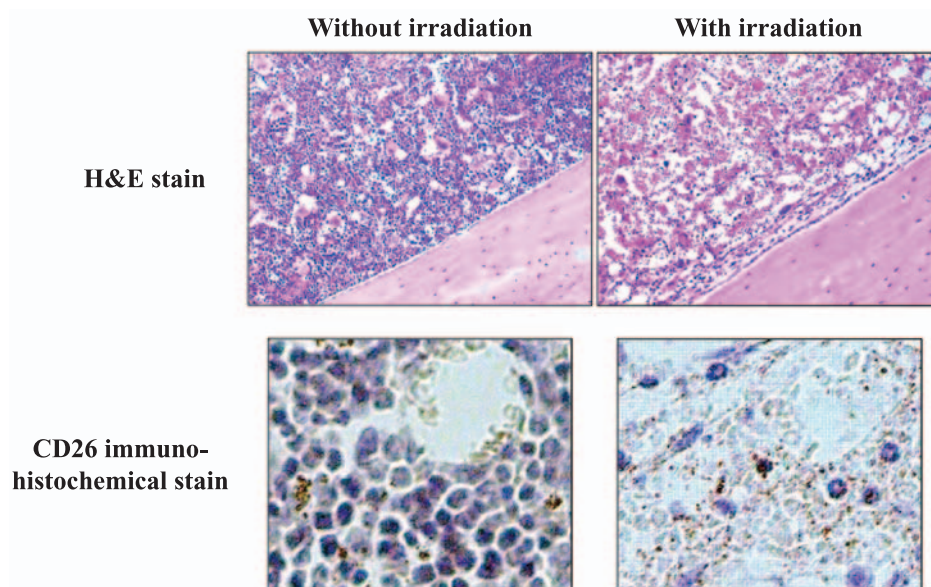 Without irradiation
With irradiation
H&E stain
CD26 immuno-
histochemical stain